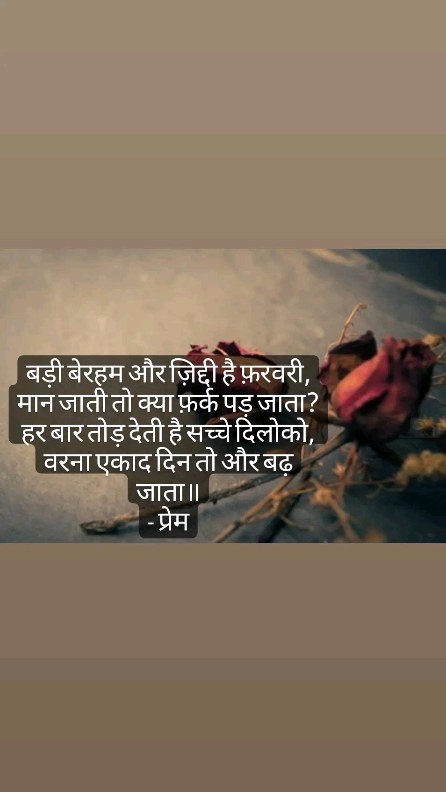 बड़ी बेरहम और ज़िद्दी है फ़रवरी,
मान जाती तो क्या फ़र्क पड़ जाता?
हर बार तोड़ देती है सच्चे दिलोको,
वरना एकाद दिन तो और बढ़
जाता॥
- प्रेम